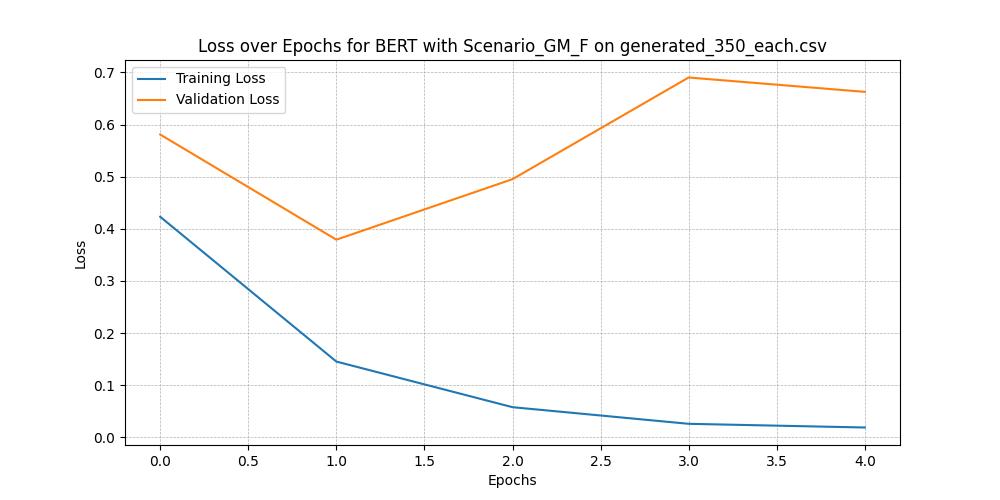 Loss over Epochs for BERT with Scenario_GM_F on generated_350_each.csv
Training Loss
Validation Loss
0.7
0.6
0.5
0.4
0.3
0.2
0.1
0.0
Loss
0.0 0.5 1.0 1.5 2.0 2.5 3.0 3.5 4.0
Epochs